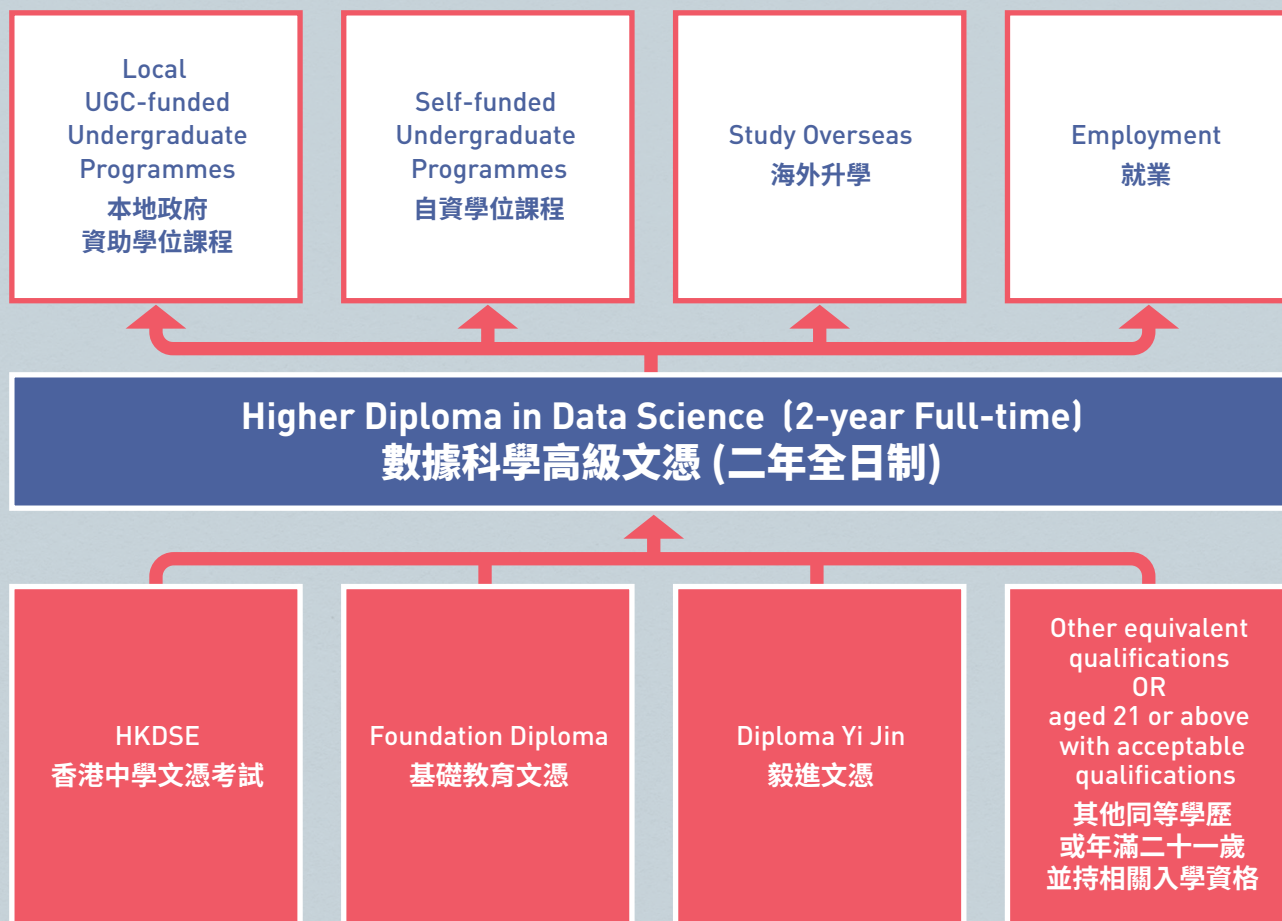 Local
UGC-funded
Undergraduate
Programmes
本地政府
資助學位課程
Self-funded
Undergraduate
Programmes
自資學位課程
Study Overseas
海外升學
Employment
就業
Higher Diploma in Data Science (2-year Full-time)
數據科學高級文憑 (二年全日制)
HKDSE
香港中學文憑考試
Foundation Diploma
基礎教育文憑
Diploma Yi Jin
毅進文憑
Other equivalent
qualifications
OR
aged 21 or above
with acceptable
qualifications
其他同等學歷
或年滿二十一歲
並持相關入學資格